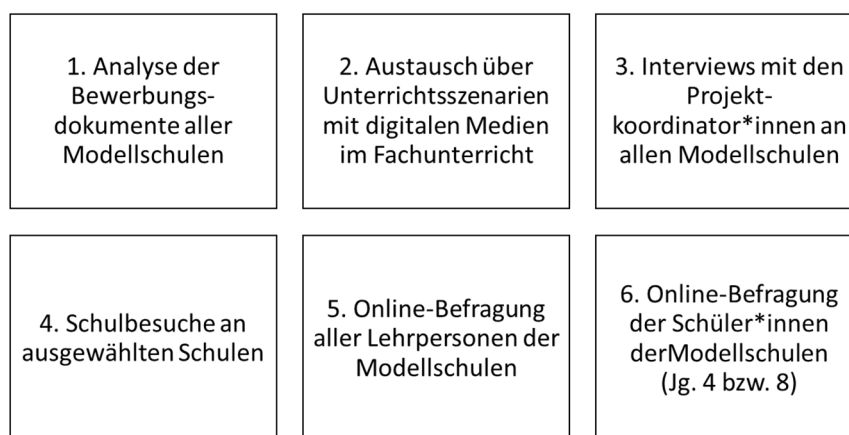 1. Analyse der
Bewerbungs-
dokumente aller
Modellschulen
2. Austausch über
Unterrichtsszenarien
mit digitalen Medien
im Fachunterricht
3. Interviews mit den
Projekt-
koordinator*innen an
allen Modellschulen
4. Schulbesuche an
ausgewählten Schulen
5. Online-Befragung
aller Lehrpersonen der
Modellschulen
6. Online-Befragung
der Schüler*innen
derModellschulen
(Jg. 4 bzw. 8)